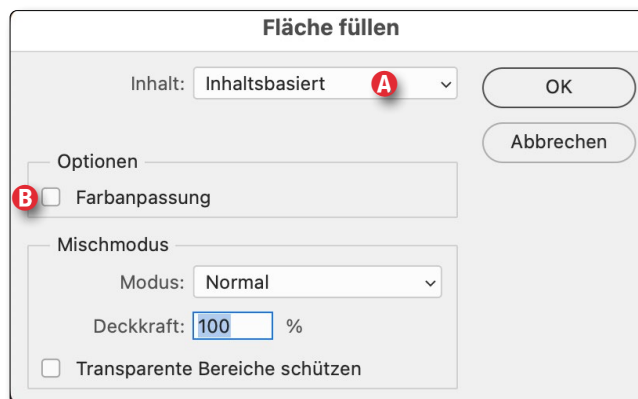 Fläche füllen
Inhalt: Inhaltsbasiert A
OK
Abbrechen
Optionen
B Farbanpassung
Mischmodus
Modus: Normal
Deckkraft: 100 %
Transparente Bereiche schützen